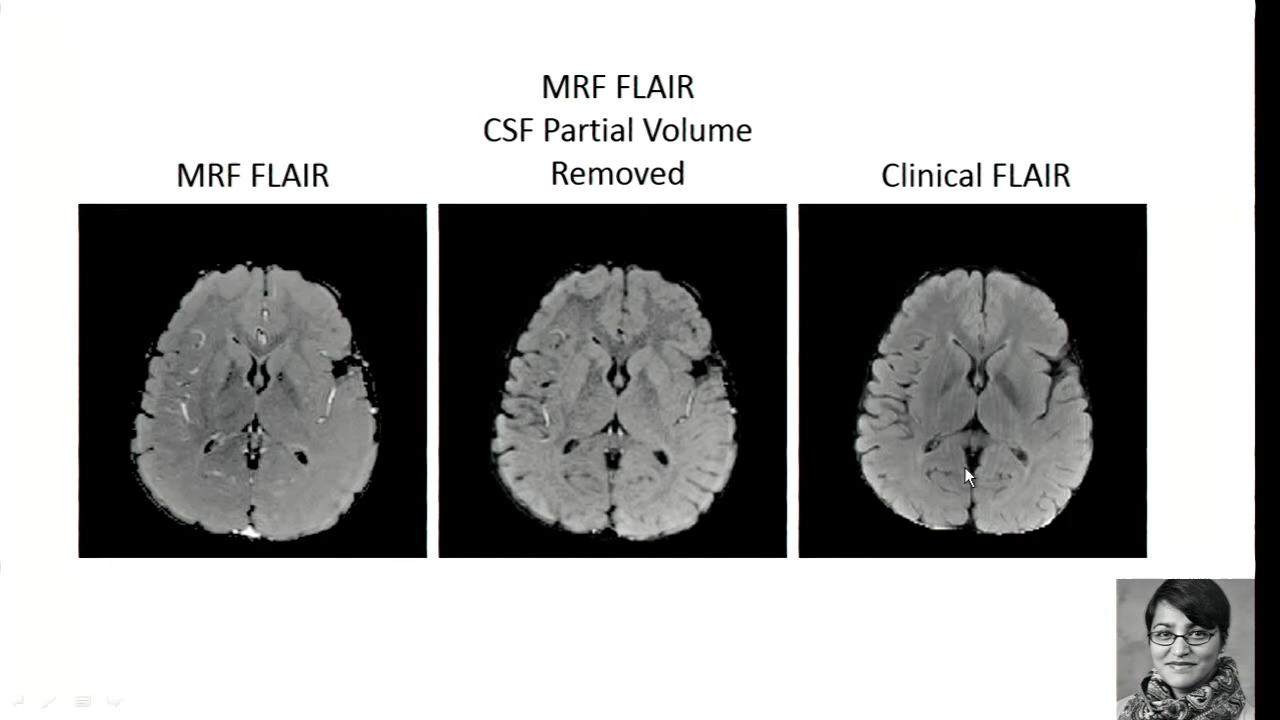 MRF FLAIR
MRF FLAIR
CSF Partial Volume
Removed
Clinical FLAIR